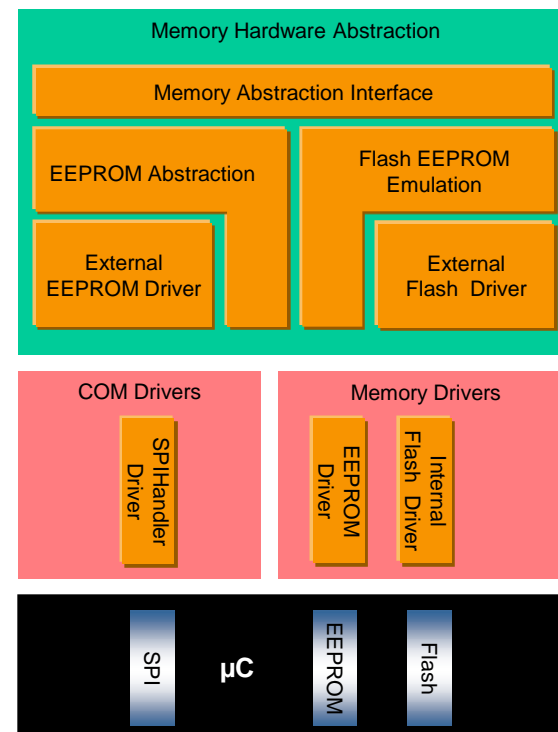 Memory Hardware Abstraction
Memory Abstraction Interface
EEPROM Abstraction
Flash EEPROM
Emulation
External
EEPROM Driver
External
Flash Driver
COM Drivers
SPIHandler
Driver
Memory Drivers
EEPROM
Driver
Internal
Flash Driver
SPI
µC
EEPROM
Flash